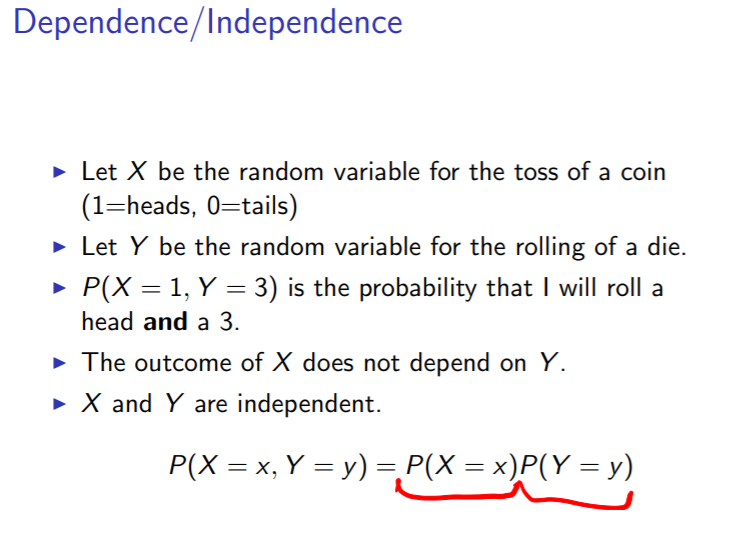 Dependence/Independence
▶ Let X be the random variable for the toss of a coin
(1=heads, 0=tails)
▶ Let Y be the random variable for the rolling of a die.
▶ P(X = 1, Y = 3) is the probability that I will roll a
head and a 3.
▶ The outcome of X does not depend on Y.
▶ X and Y are independent.
P(X = x, Y = y) = P(X = x)P(Y = y)